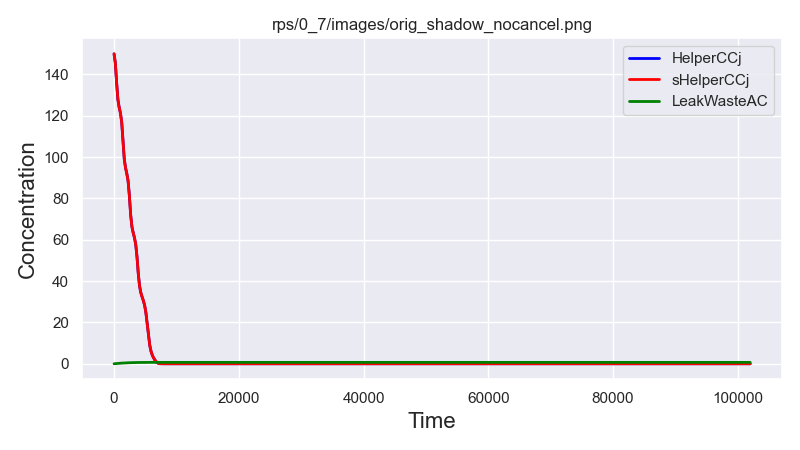 rps/0_7/images/orig_shadow_nocancel.png
HelperCCj
sHelperCCj
LeakWasteAC
Concentration
140
120
100
80
60
40
20
0
0 20000 40000 60000 80000 100000
Time